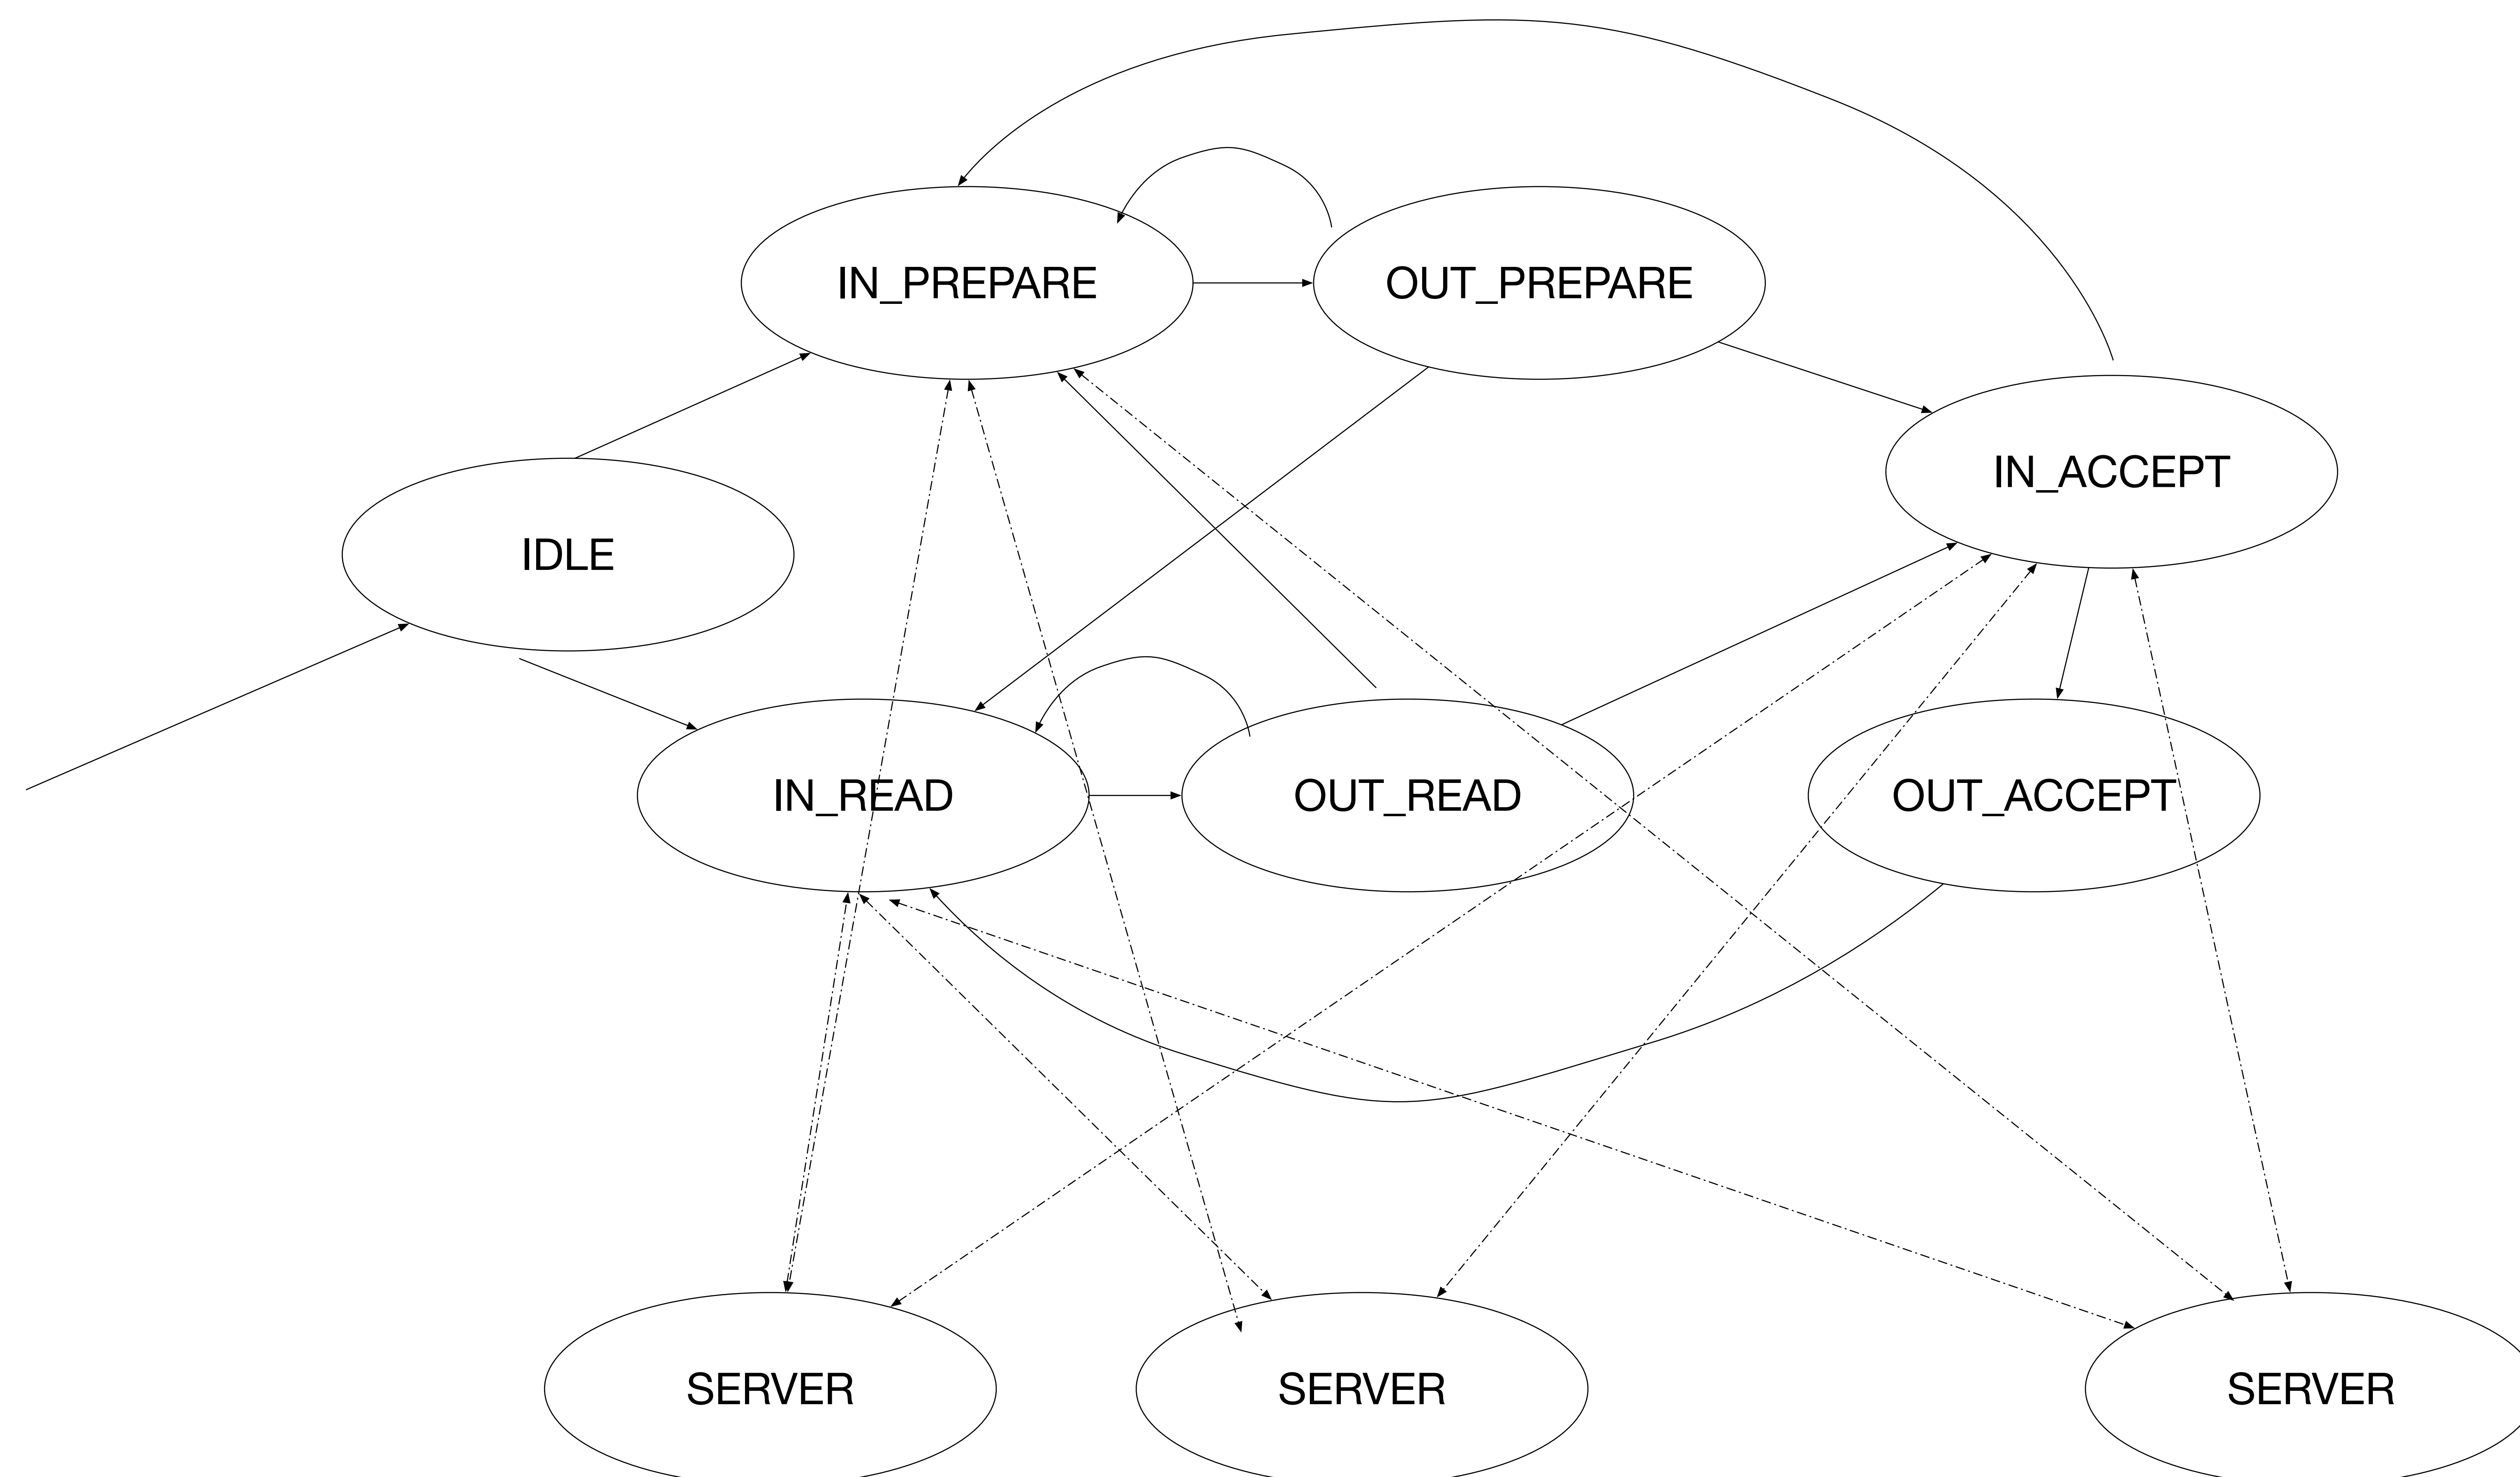 IN_PREPARE
OUT_PREPARE
IN_ACCEPT
IDLE
IN_READ
OUT_READ
OUT_ACCEPT
SERVER
SERVER
SERVER